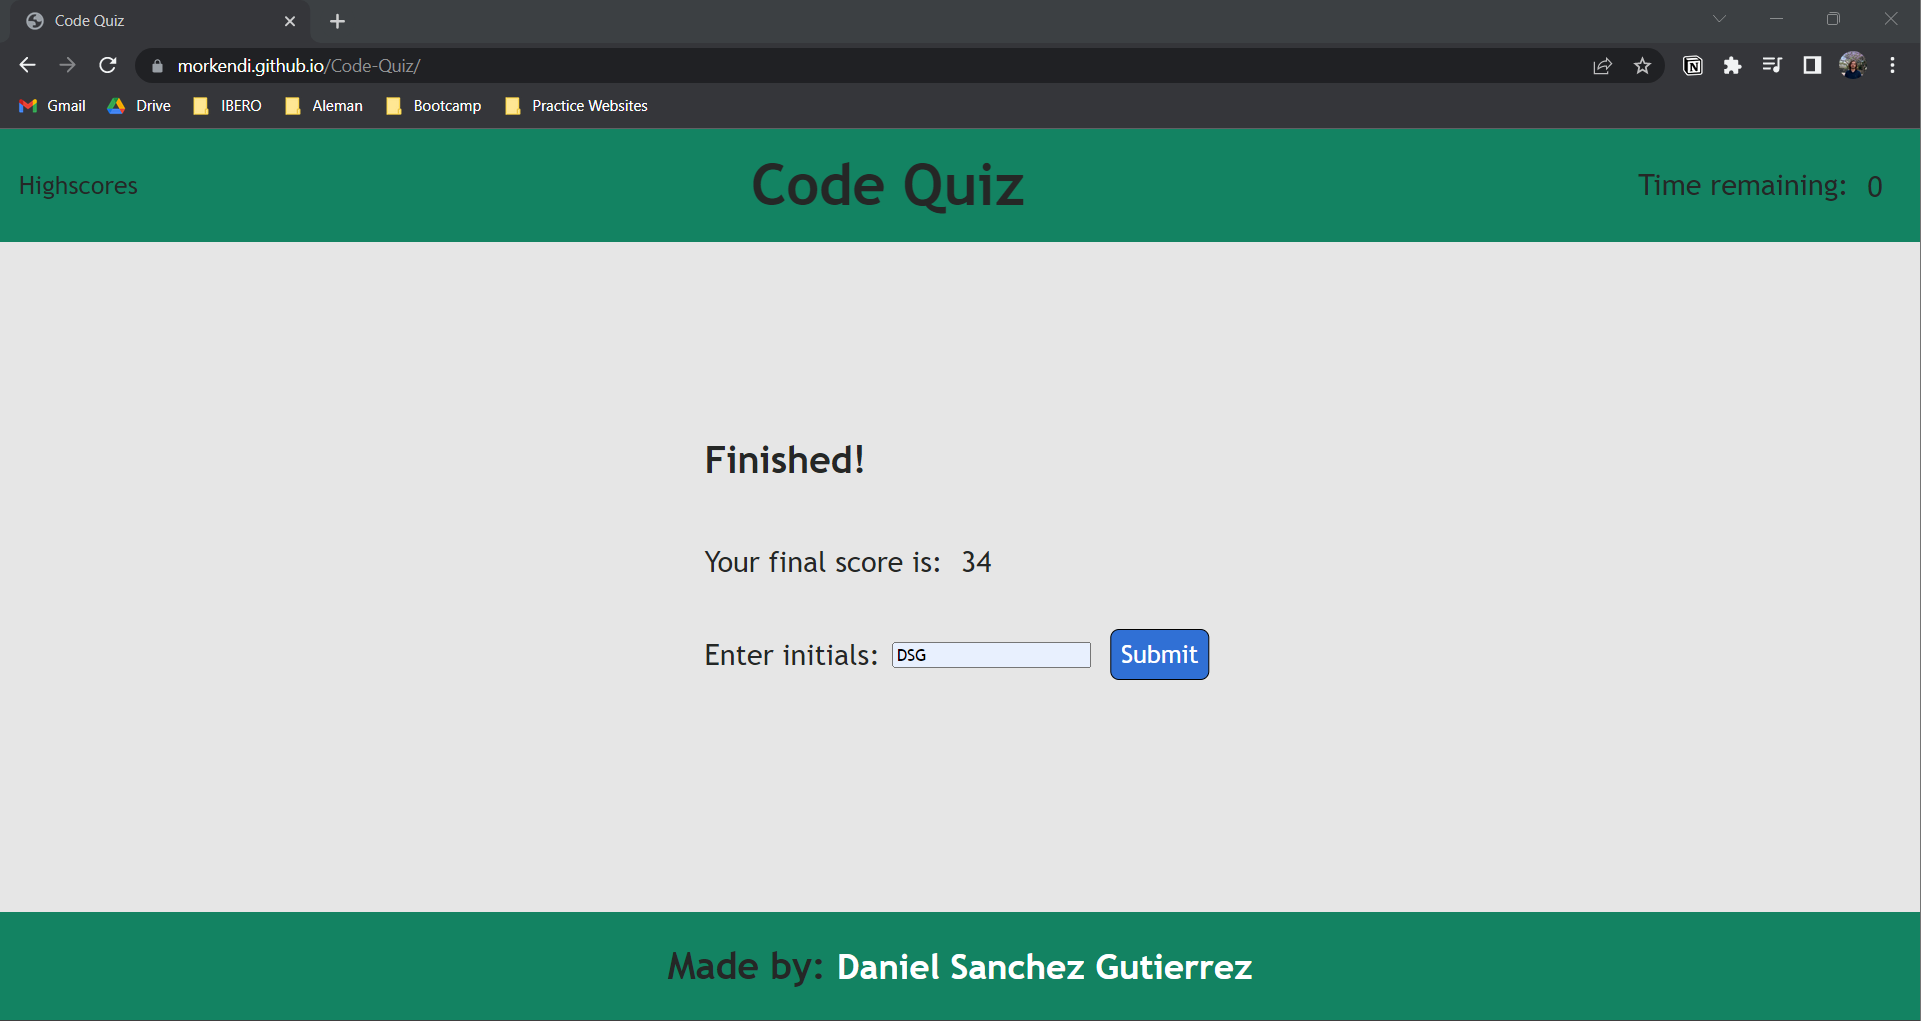 Code Quiz
morkendi.github.io/Code-Quiz/
Gmail Drive IBERO Aleman Bootcamp Practice Websites
Highscores Code Quiz Time remaining: 0
Finished!
Your final score is: 34
Enter initials: DSG Submit
Made by: Daniel Sanchez Gutierrez